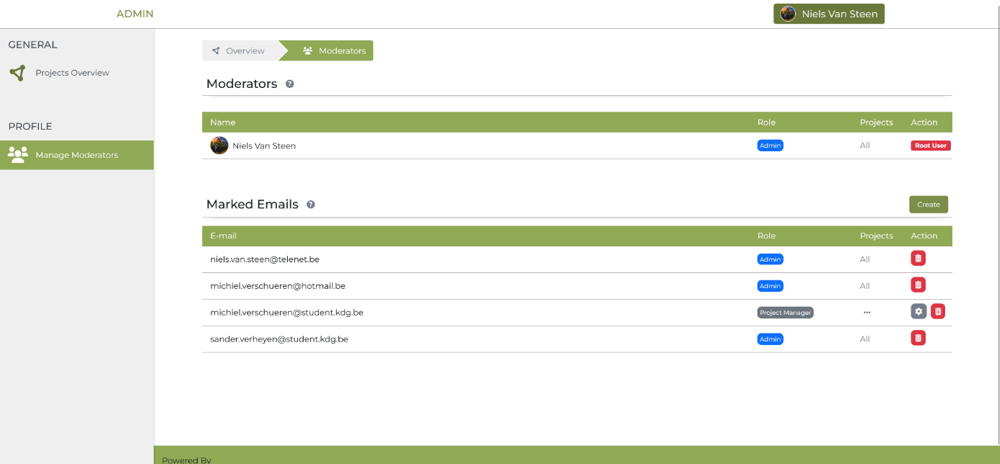 ADMIN
Niels Van Steen
GENERAL
Projects Overview
PROFILE
Manage Moderators
Overview
Moderators
Moderators ?
Name Role Projects Action
Niels Van Steen Admin All Root User
Marked Emails ?
Create
E-mail Role Projects Action
niels.van.steen@telenet.be Admin All
michiel.verschueren@hotmail.be Admin All
michiel.verschueren@student.kdg.be Project Manager ...
sander.verheyen@student.kdg.be Admin All
Powered By